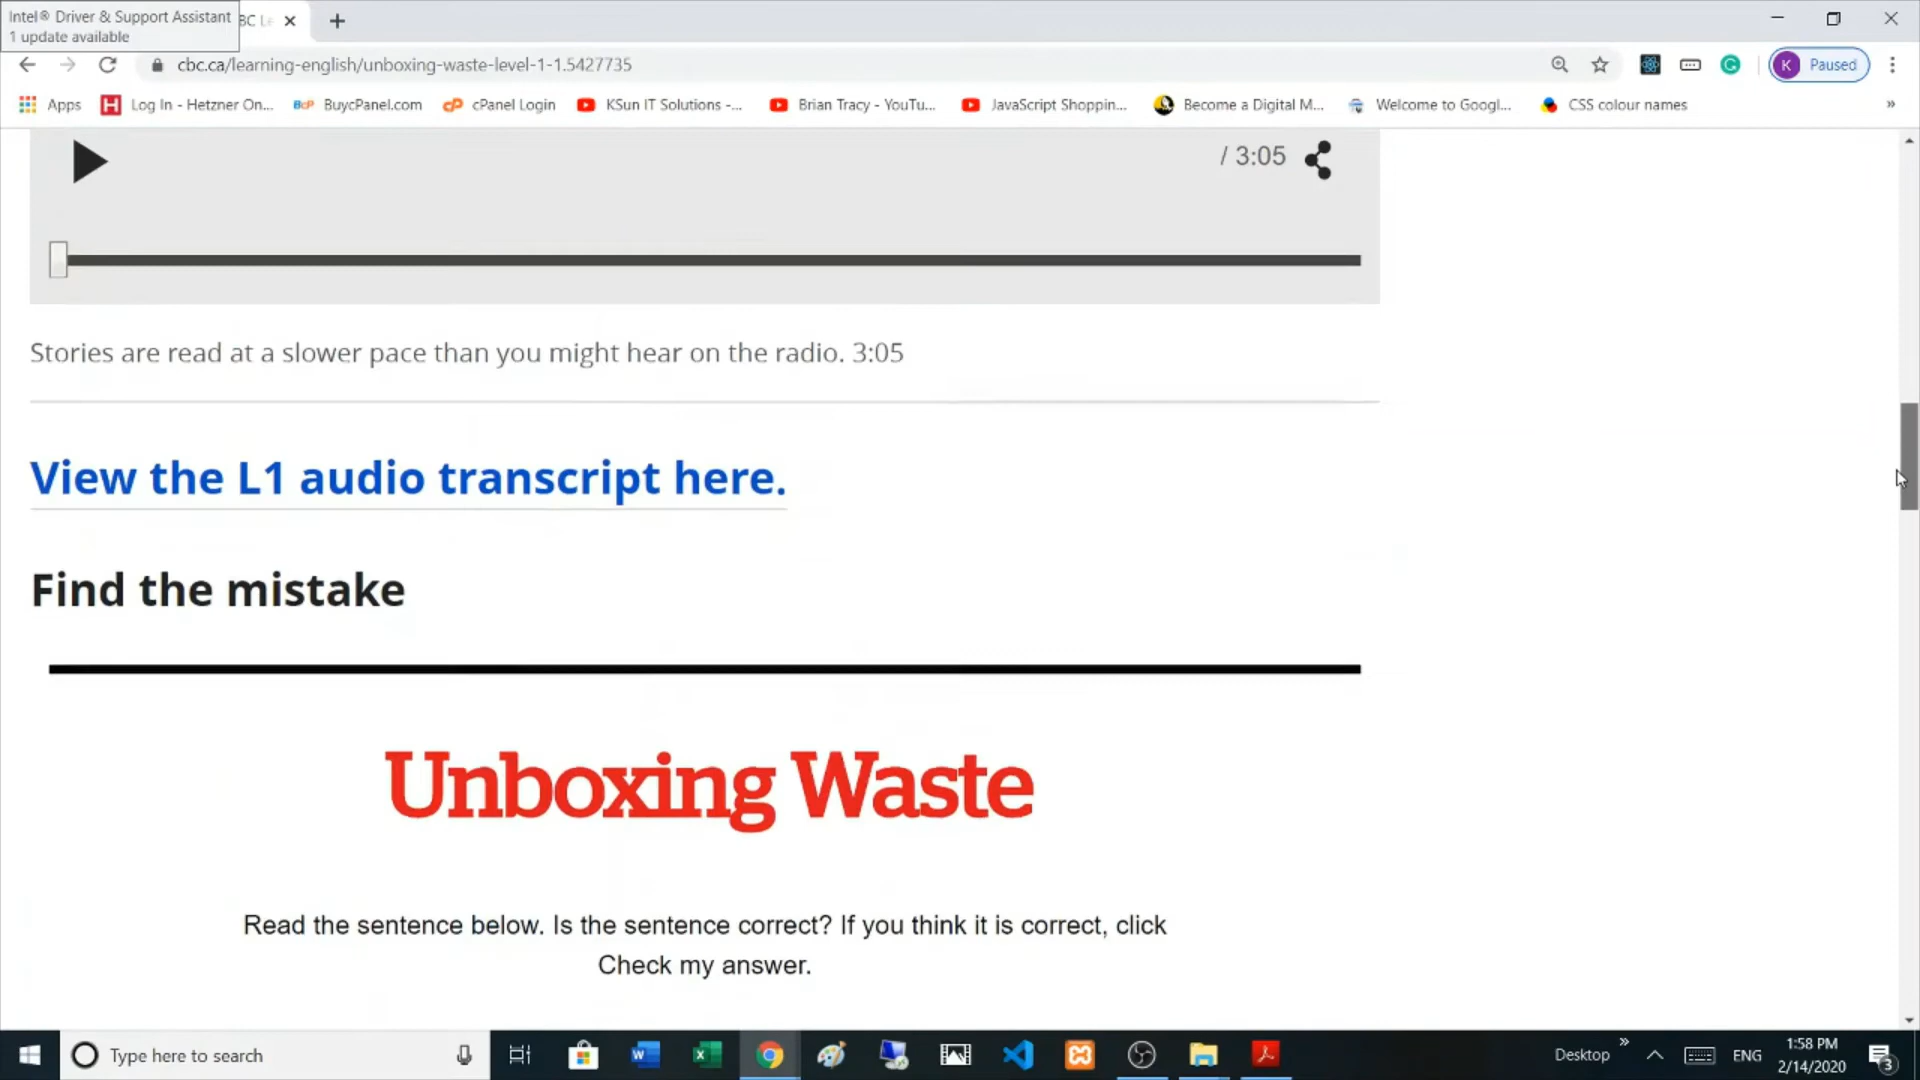 Intel® Driver & Support Assistant
1 update available
BC Le
cbc.ca/learning-english/unboxing-waste-level-1-1.5427735
K Paused
Apps
H Log In - Hetzner On...
BcP BuycPanel.com
cP cPanel Login
KSun IT Solutions -...
Brian Tracy - YouTu...
JavaScript Shoppin...
Become a Digital M...
Welcome to Googl...
CSS colour names
»
/ 3:05
Stories are read at a slower pace than you might hear on the radio. 3:05
View the L1 audio transcript here.
Find the mistake
Unboxing Waste
Read the sentence below. Is the sentence correct? If you think it is correct, click
Check my answer.
Type here to search
Desktop
»
ENG
1:58 PM
2/14/2020
3